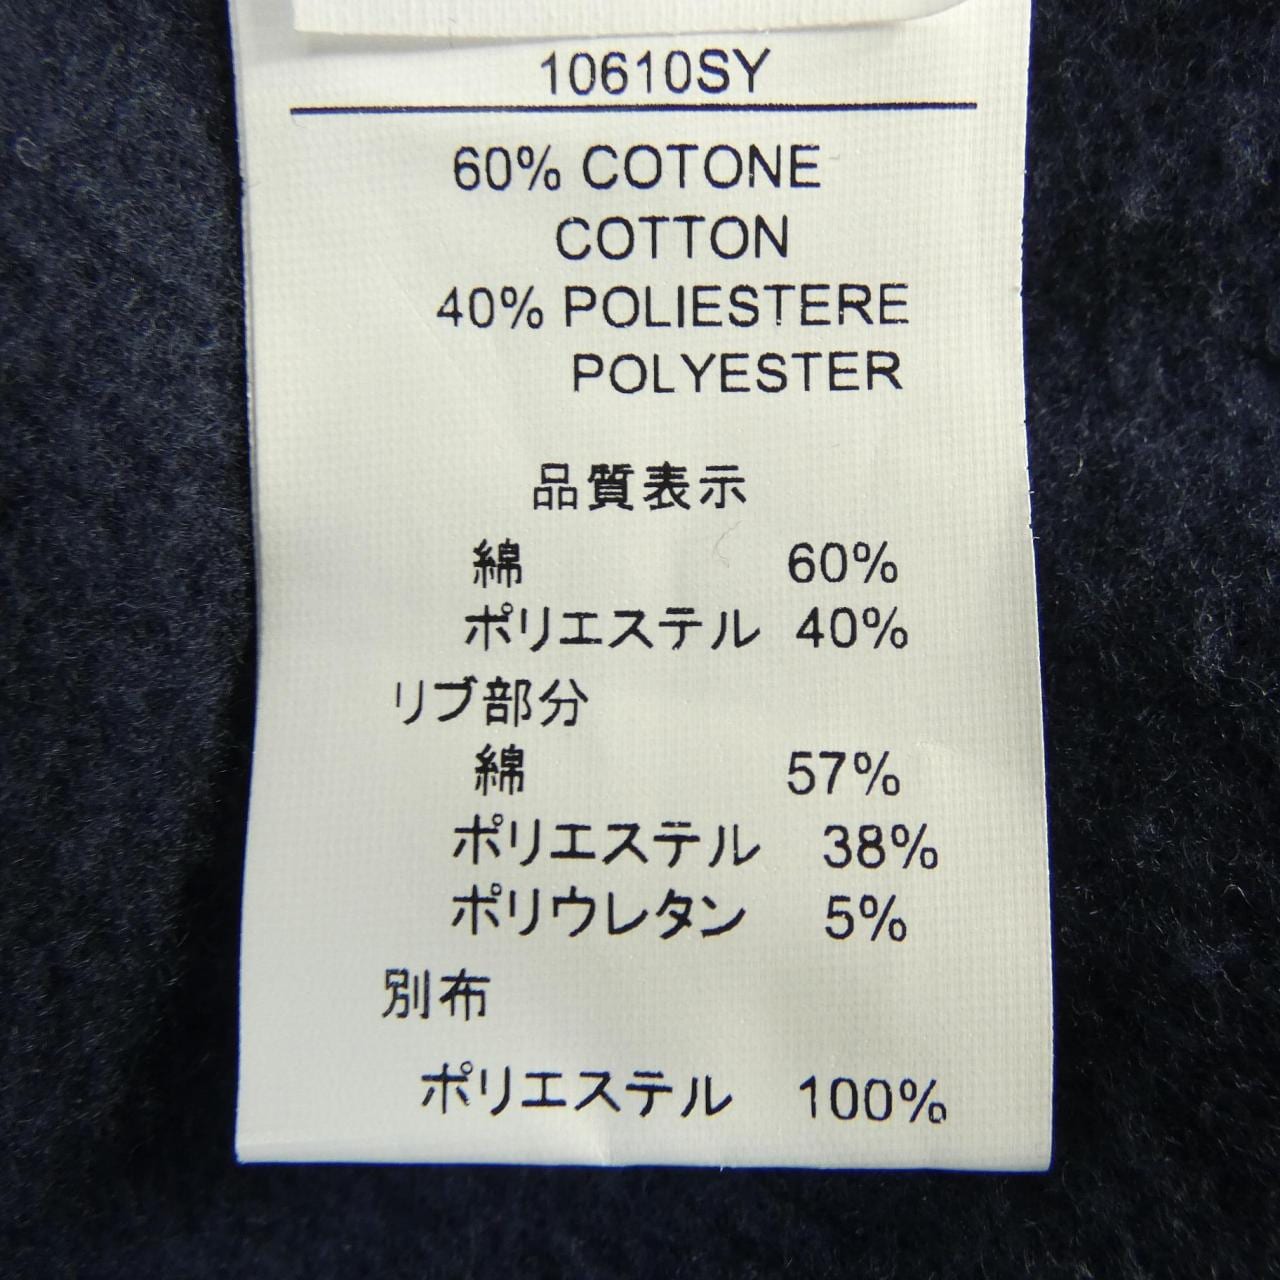 10610SY
60% COTONE
COTTON
40% POLIESTERE
POLYESTER
品質表示
綿 60%
ポリエステル 40%
リブ部分
綿 57%
ポリエステル 38%
ポリウレタン 5%
別布
ポリエステル 100%